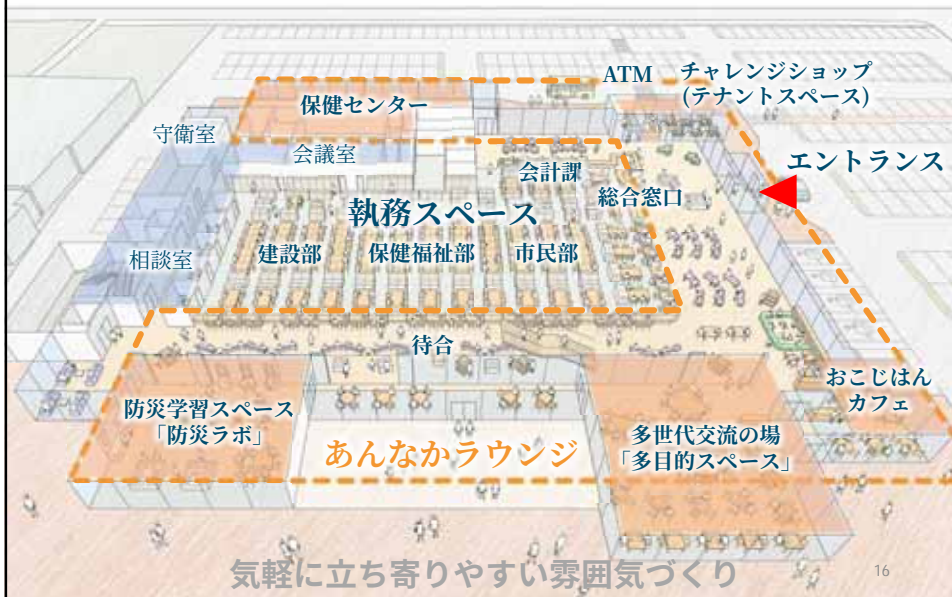 ATM
チャレンジショップ
(テナントスペース)
保健センター
守衛室
会議室
エントランス
会計課
総合窓口
執務スペース
相談室
建設部
保健福祉部
市民部
待合
おこじはん
カフェ
防災学習スペース
「防災ラボ」
あんなかラウンジ
多世代交流の場
「多目的スペース」
気軽に立ち寄りやすい雰囲気づくり
16